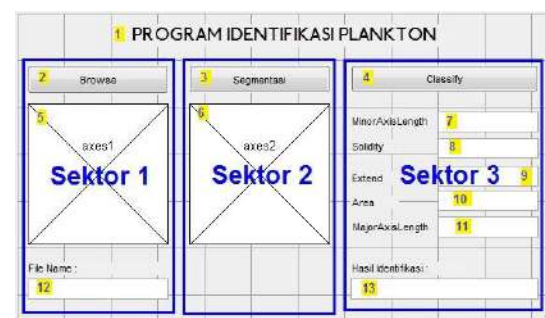 1 PROGRAM IDENTIFIKASI PLANKTON
2 Browse
5
axes1
Sektor 1
File Name :
12
3 Segmentasi
6
axes2
Sektor 2
4 Classify
MinorAxisLength 7
Solidity 8
Extend 9
Sektor 3
Area 10
MajorAxisLength 11
Hasil Identifikasi :
13